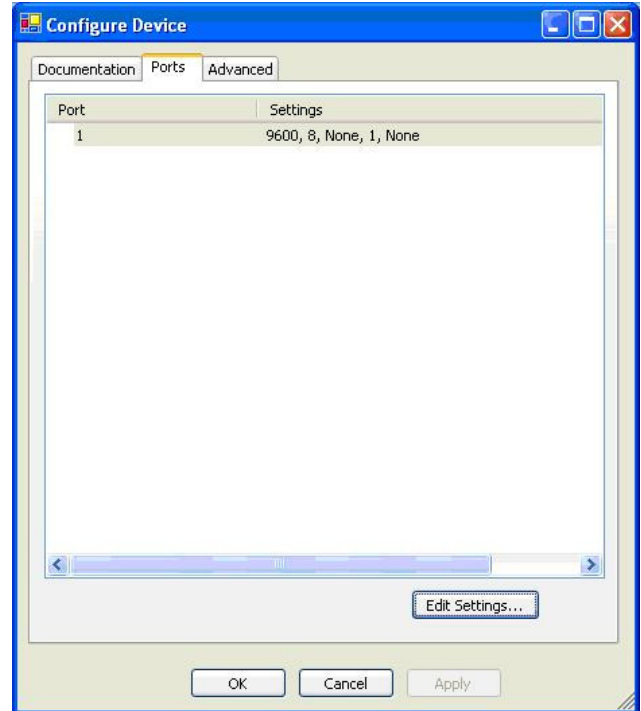 Configure Device
Documentation Ports Advanced
Port Settings
1 9600, 8, None, 1, None
Edit Settings...
OK Cancel Apply